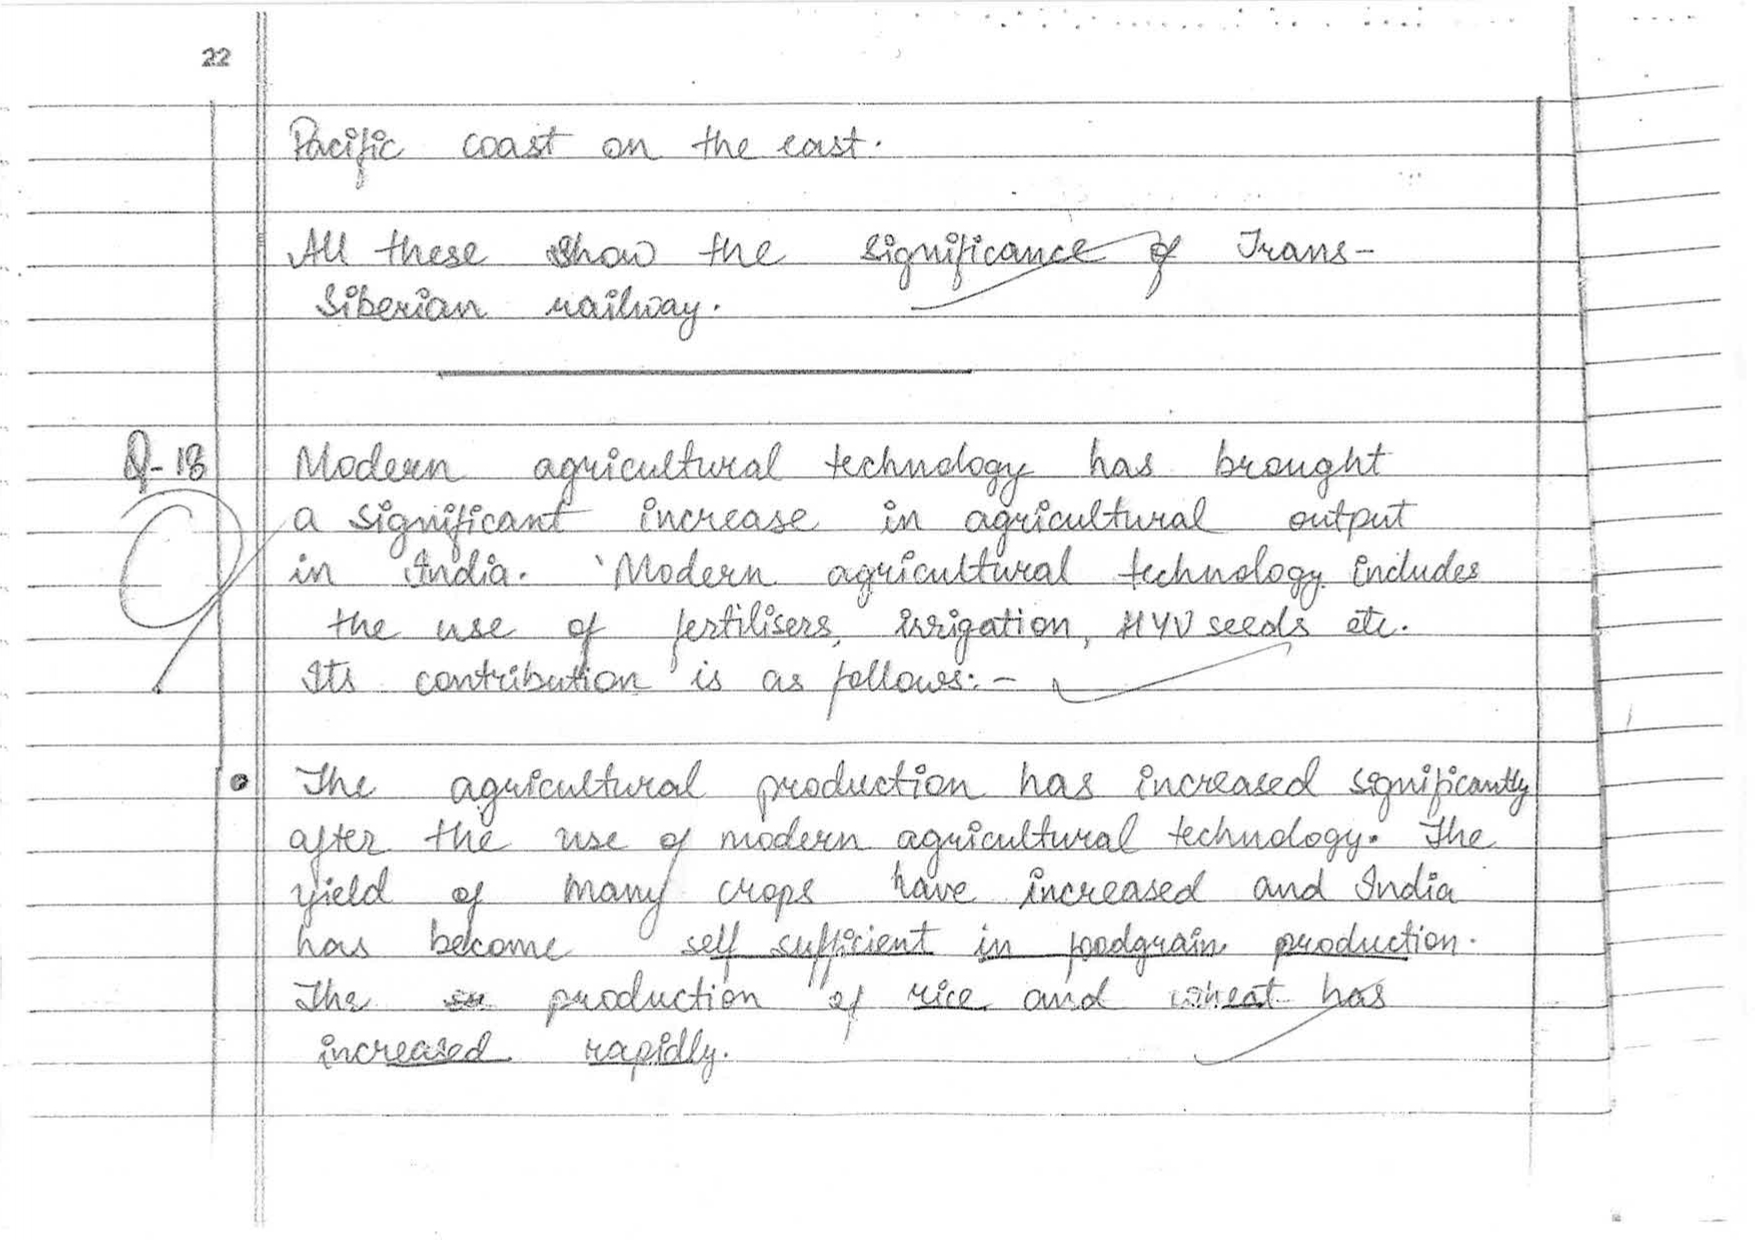 22
Pacific coast on the east.
All these show the significance of Trans-
Siberian railway.
Q-18 Modern agricultural technology has brought
a significant increase in agricultural output
in India. Modern agricultural technology includes
the use of fertilisers, irrigation, HYV seeds etc.
Its contribution is as follows:-
• The agricultural production has increased significantly
after the use of modern agricultural technology. The
yield of many crops have increased and India
has become self sufficient in foodgrain production.
The production of rice and wheat has
increased rapidly.